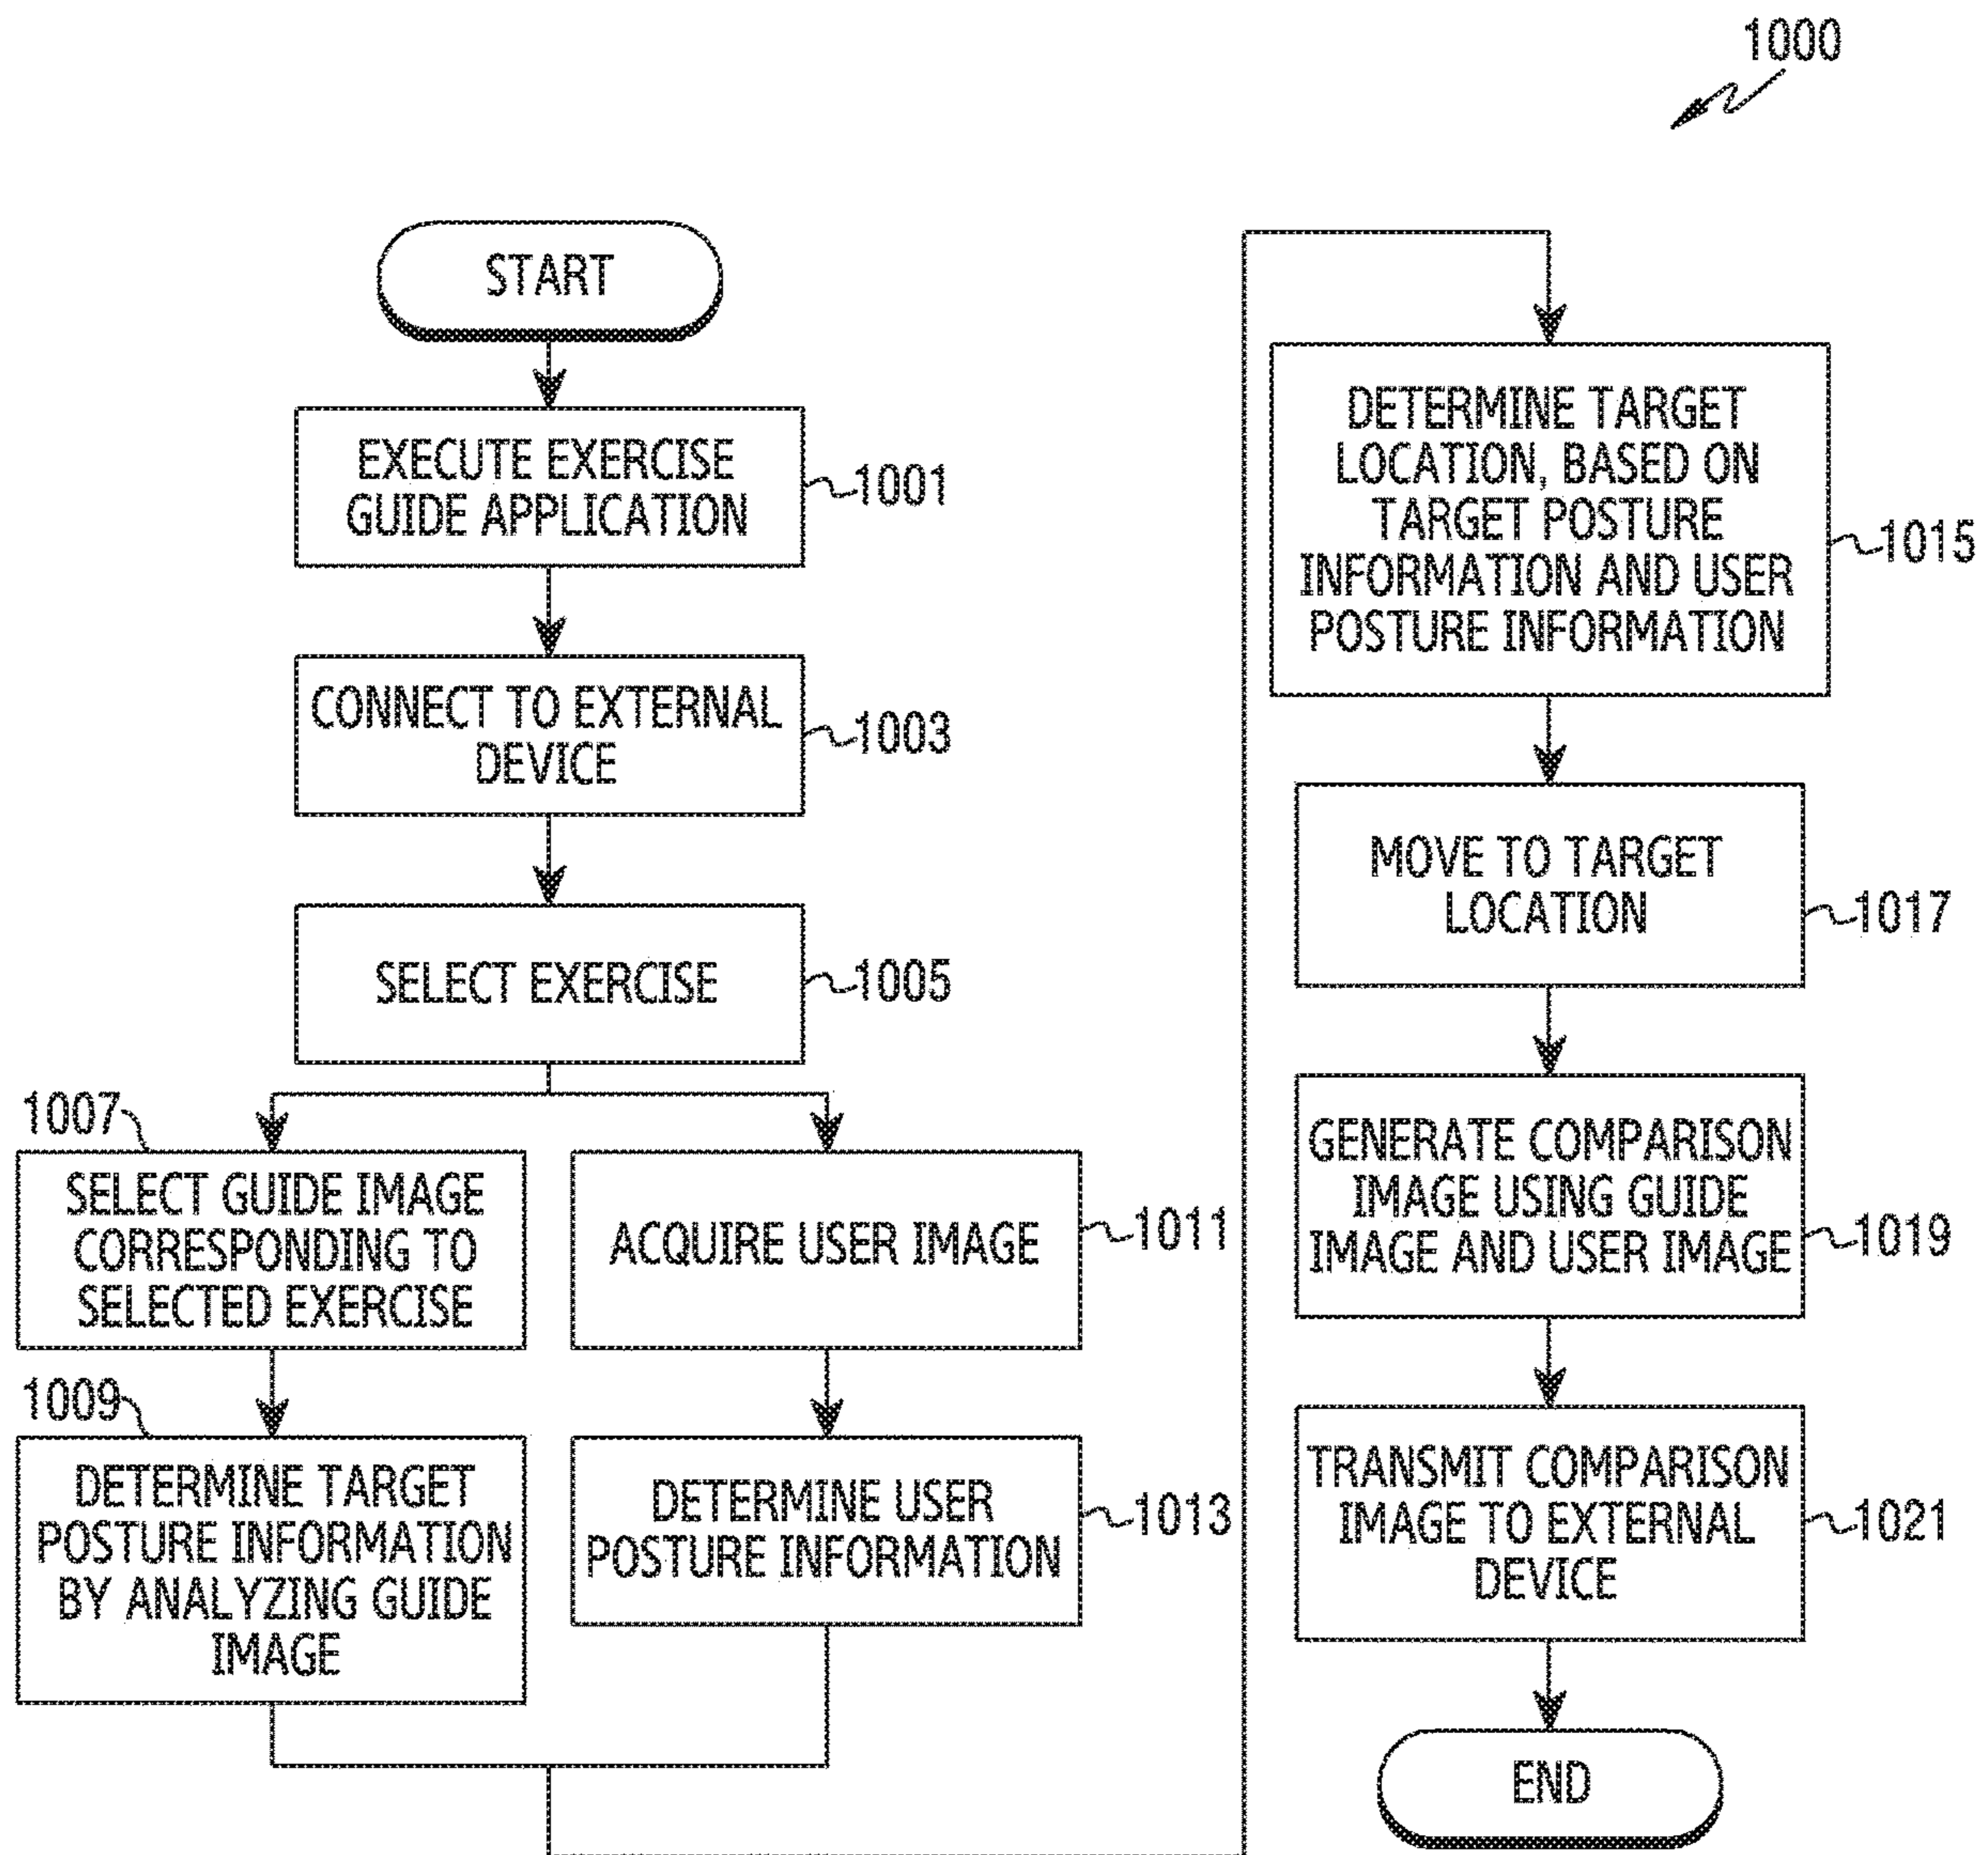 1000
START
EXECUTE EXERCISE
GUIDE APPLICATION
1001
CONNECT TO EXTERNAL
DEVICE
1003
SELECT EXERCISE
1005
1007
SELECT GUIDE IMAGE
CORRESPONDING TO
SELECTED EXERCISE
1009
DETERMINE TARGET
POSTURE INFORMATION
BY ANALYZING GUIDE
IMAGE
ACQUIRE USER IMAGE
1011
DETERMINE USER
POSTURE INFORMATION
1013
DETERMINE TARGET
LOCATION, BASED ON
TARGET POSTURE
INFORMATION AND USER
POSTURE INFORMATION
1015
MOVE TO TARGET
LOCATION
1017
GENERATE COMPARISON
IMAGE USING GUIDE
IMAGE AND USER IMAGE
1019
TRANSMIT COMPARISON
IMAGE TO EXTERNAL
DEVICE
1021
END